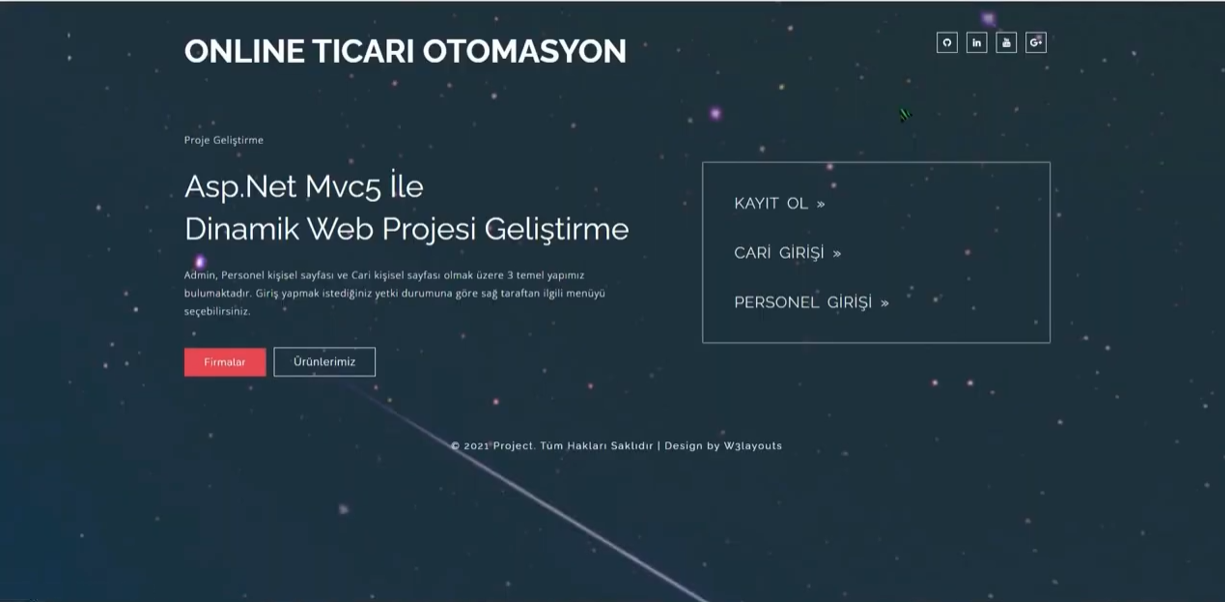 ONLINE TICARI OTOMASYON
in
You Tube
G+
Proje Geliştirme
Asp.Net Mvc5 İle
Dinamik Web Projesi Geliştirme
Admin, Personel kişisel sayfası ve Cari kişisel sayfası olmak üzere 3 temel yapımız
bulumaktadır. Giriş yapmak istediğiniz yetki durumuna göre sağ taraftan ilgili menüyü
seçebilirsiniz.
Firmalar
Ürünlerimiz
KAYIT OL »
CARİ GİRİŞİ »
PERSONEL GİRİŞİ »
© 2021 Project. Tüm Hakları Saklıdır | Design by W3layouts